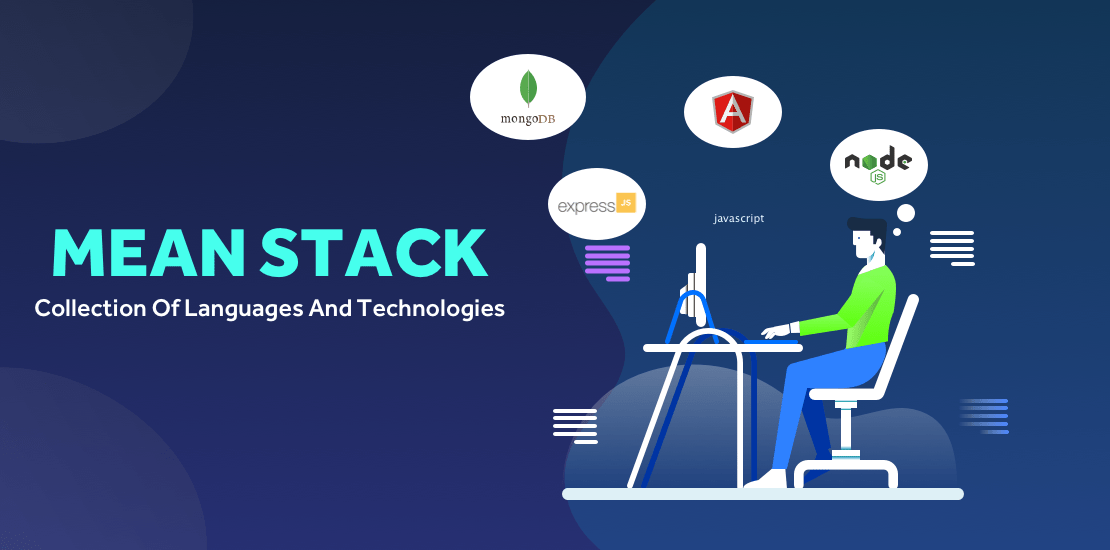 MEAN STACK
Collection Of Languages And Technologies
mongoDB
express JS
javascript
node
JS